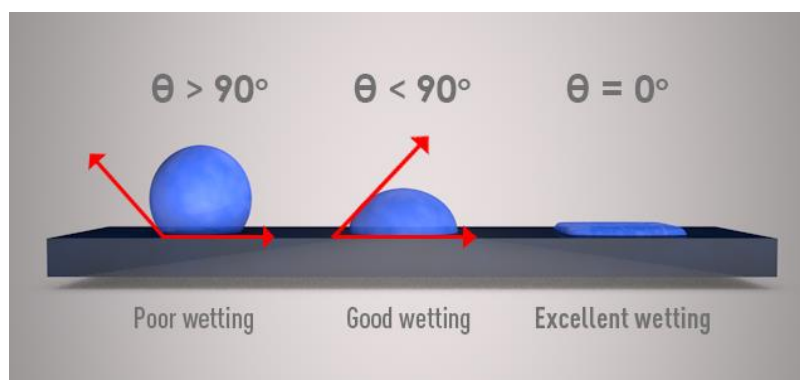 θ > 90° θ < 90° θ = 0°
Poor wetting Good wetting Excellent wetting